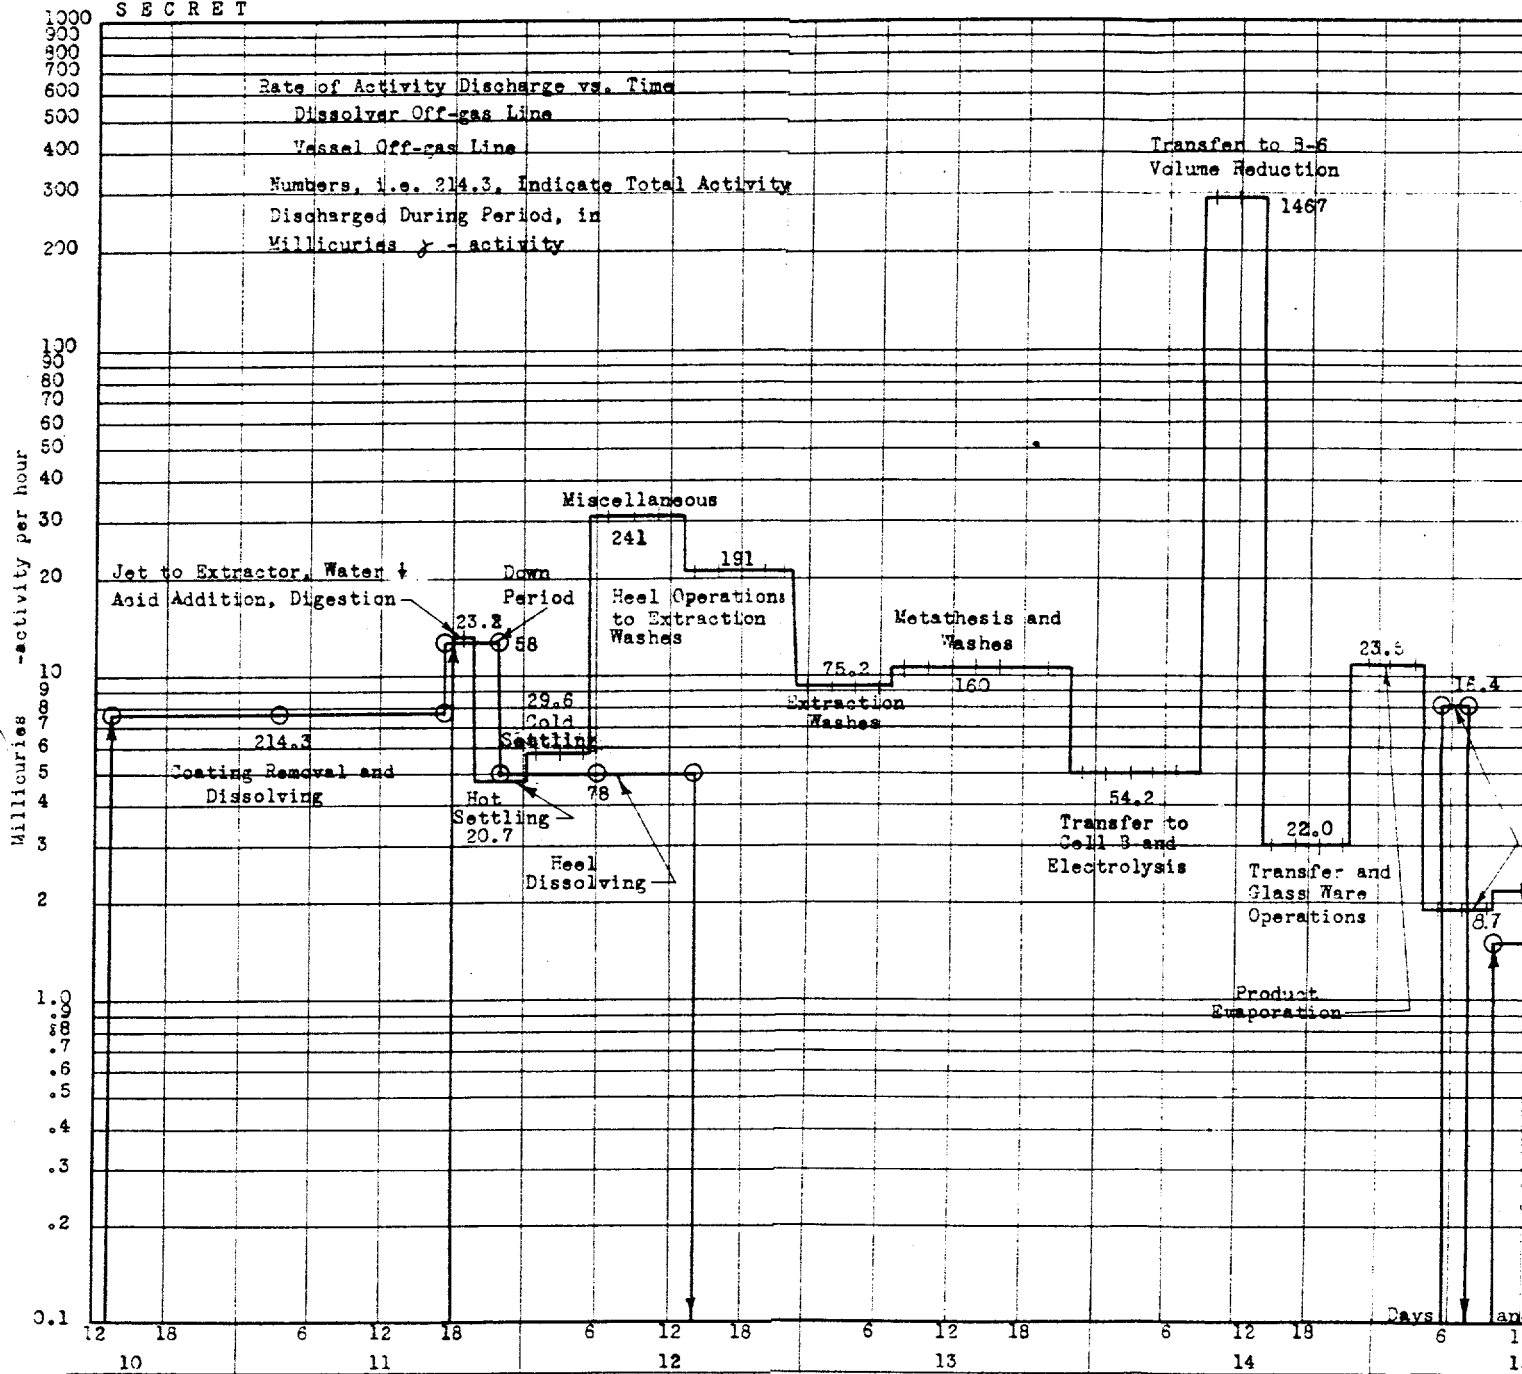 S E C R E T
1000
900
800
700
600
500
400
300
200
100
90
80
70
60
50
40
30
20
10
9
8
7
6
5
4
3
2
1.0
.9
.8
.7
.6
.5
.4
.3
.2
0.1
Millicuries -activity per hour
Rate of Activity Discharge vs. Time
Dissolver Off-gas Line
Vessel Off-gas Line
Numbers, i.e. 214.3, Indicate Total Activity
Discharged During Period, in
Millicuries γ - activity
Transfer to B-6
Volume Reduction
1467
Miscellaneous
241
191
Jet to Extractor, Water ↓
Acid Addition, Digestion
Down
Period
58
Heel Operations
to Extraction
Washes
Metathesis and
Washes
160
75.2
Extraction
Washes
23.5
214.3
Coating Removal and
Dissolving
29.6
Cold
Settling
Hot
Settling
20.7
78
Heel
Dissolving
54.2
Transfer to
Cell B and
Electrolysis
22.0
Transfer and
Glass Ware
Operations
8.7
Product
Evaporation
Days an
12 18 6 12 18 6 12 18 6 12 18 6 12 18 6 1
10 11 12 13 14 1